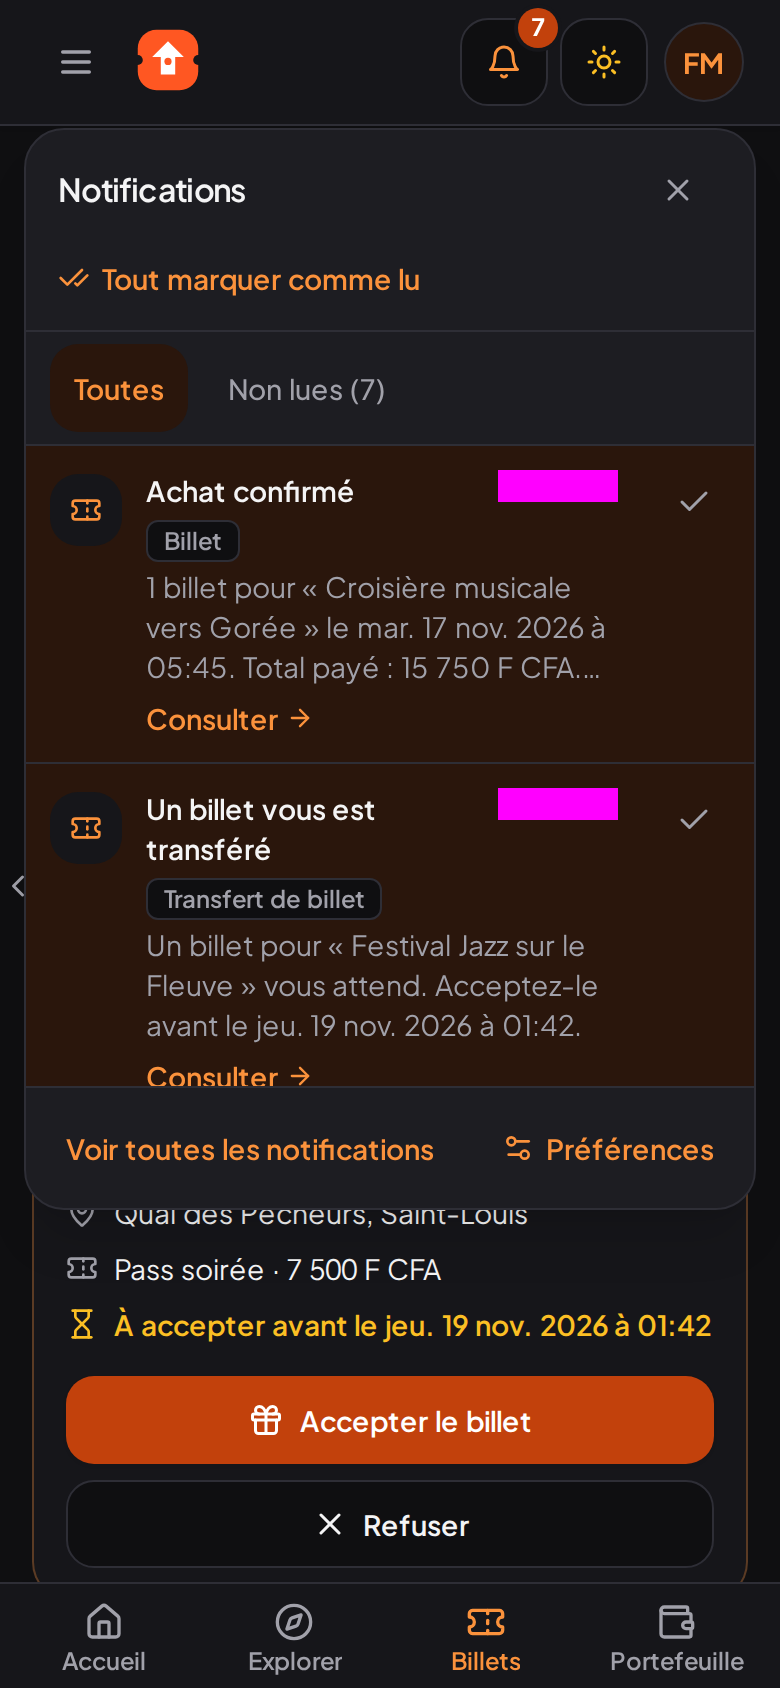 7
FM
Notifications
Tout marquer comme lu
Toutes
Non lues (7)
Achat confirmé
Billet
1 billet pour « Croisière musicale
vers Gorée » le mar. 17 nov. 2026 à
05:45. Total payé : 15 750 F CFA.…
Consulter
Un billet vous est
transféré
Transfert de billet
Un billet pour « Festival Jazz sur le
Fleuve » vous attend. Acceptez-le
avant le jeu. 19 nov. 2026 à 01:42.
Consulter
Voir toutes les notifications
Préférences
Quai des Pêcheurs, Saint-Louis
Pass soirée · 7 500 F CFA
À accepter avant le jeu. 19 nov. 2026 à 01:42
Accepter le billet
Refuser
Accueil
Explorer
Billets
Portefeuille